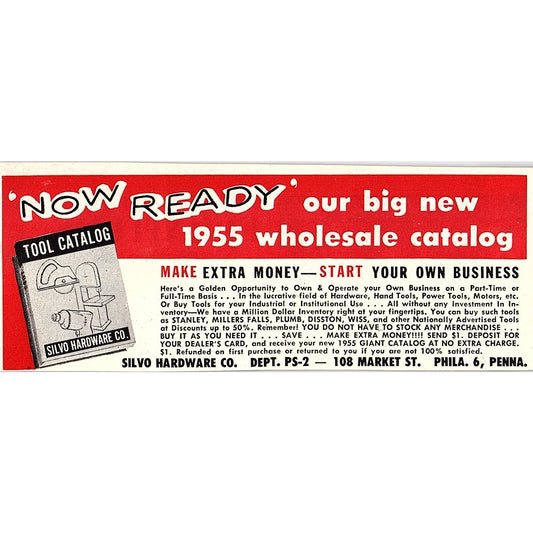 'NOW READY' our big new
1955 wholesale catalog
TOOL CATALOG
SILVO HARDWARE CO.
MAKE EXTRA MONEY—START YOUR OWN BUSINESS
Here's a Golden Opportunity to Own & Operate your Own Business on a Part-Time or
Full-Time Basis . . . In the lucrative field of Hardware, Hand Tools, Power Tools, Motors, etc.
Or Buy Tools for your Industrial or Institutional Use . . . All without any Investment In In-
ventory—We have a Million Dollar Inventory right at your fingertips. You can buy such tools
as STANLEY, MILLERS FALLS, PLUMB, DISSTON, WISS, and other Nationally Advertised Tools
at Discounts up to 50%. Remember! YOU DO NOT HAVE TO STOCK ANY MERCHANDISE . . .
BUY IT AS YOU NEED IT . . . SAVE . . . MAKE EXTRA MONEY!!!! SEND $1. DEPOSIT FOR
YOUR DEALER'S CARD, and receive your new 1955 GIANT CATALOG AT NO EXTRA CHARGE.
$1. Refunded on first purchase or returned to you if you are not 100% satisfied.
SILVO HARDWARE CO. DEPT. PS-2 — 108 MARKET ST. PHILA. 6, PENNA.